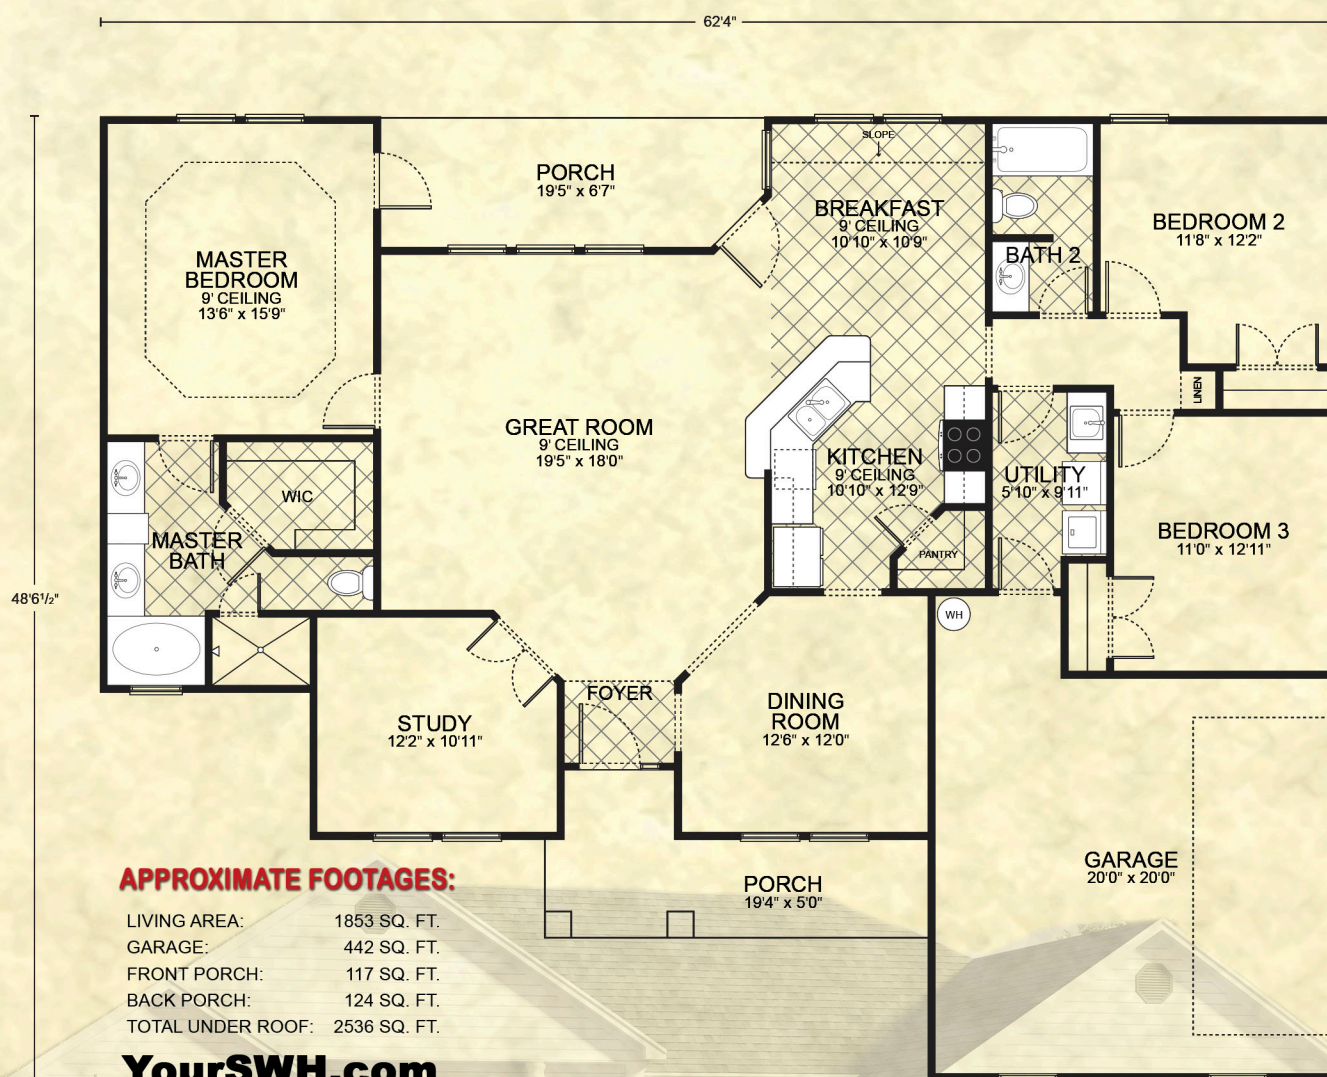 62'4"
PORCH
19'5" x 6'7"
SLOPE
BREAKFAST
9' CEILING
10'10" x 10'9"
BATH 2
BEDROOM 2
11'8" x 12'2"
MASTER
BEDROOM
9' CEILING
13'6" x 15'9"
LINEN
GREAT ROOM
9' CEILING
19'5" x 18'0"
KITCHEN
9' CEILING
10'10" x 12'9"
UTILITY
5'10" x 9'11"
WIC
MASTER
BATH
PANTRY
BEDROOM 3
11'0" x 12'11"
48'6 1/2"
WH
FOYER
STUDY
12'2" x 10'11"
DINING
ROOM
12'6" x 12'0"
GARAGE
20'0" x 20'0"
PORCH
19'4" x 5'0"
APPROXIMATE FOOTAGES:
LIVING AREA: 1853 SQ. FT.
GARAGE: 442 SQ. FT.
FRONT PORCH: 117 SQ. FT.
BACK PORCH: 124 SQ. FT.
TOTAL UNDER ROOF: 2536 SQ. FT.
YourSWH.com